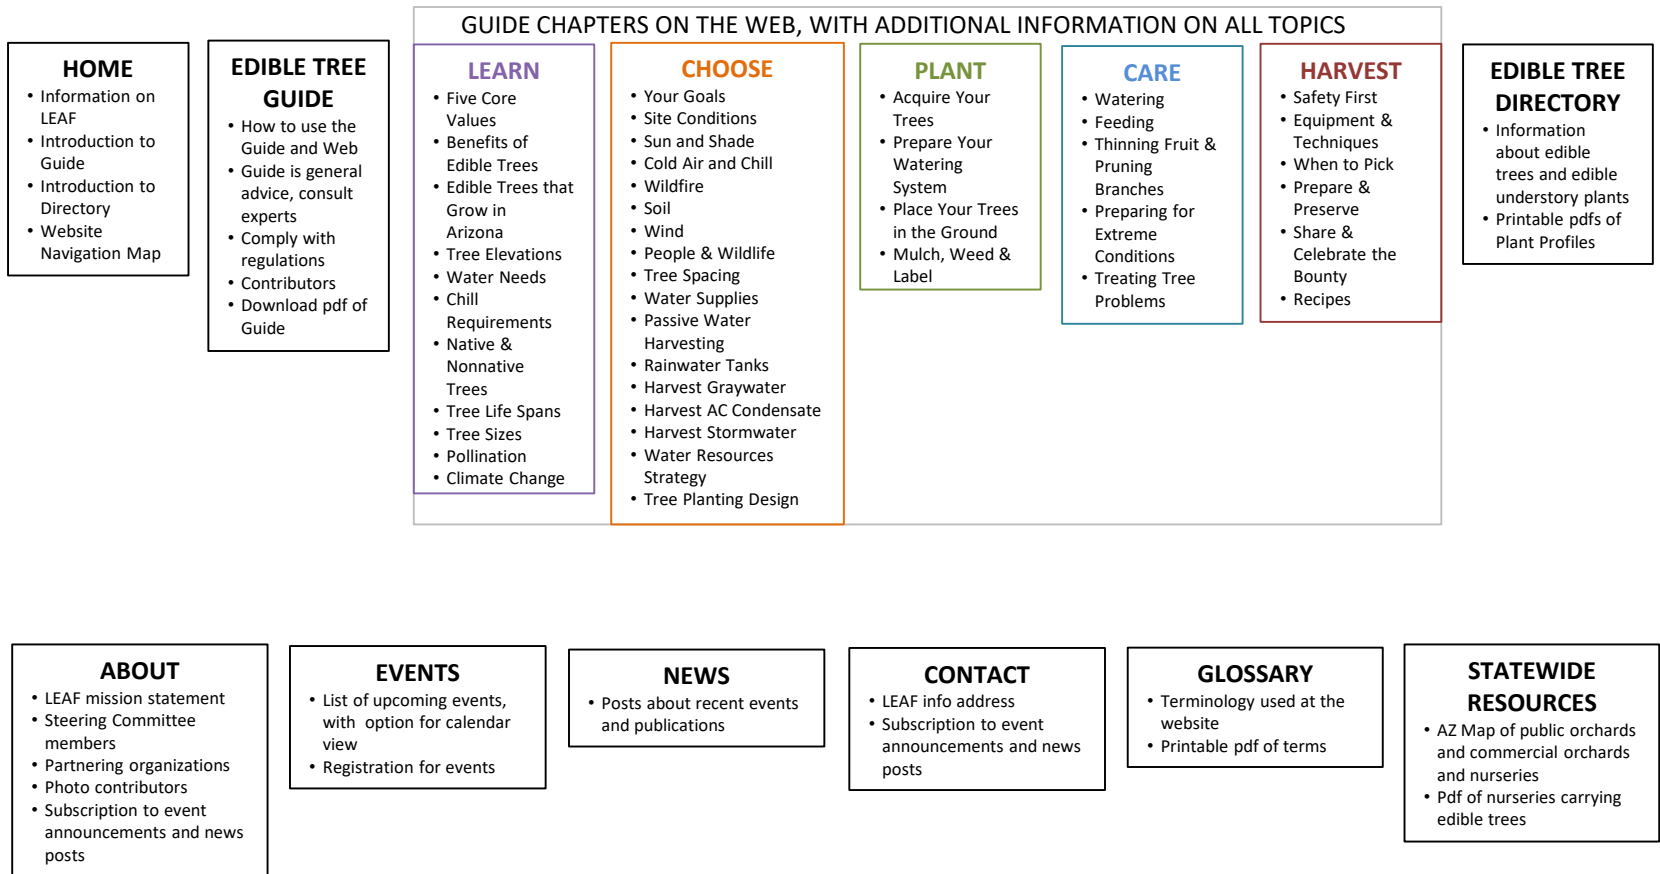 GUIDE CHAPTERS ON THE WEB, WITH ADDITIONAL INFORMATION ON ALL TOPICS
HOME
• Information on
LEAF
• Introduction to
Guide
• Introduction to
Directory
• Website
Navigation Map
EDIBLE TREE
GUIDE
• How to use the
Guide and Web
• Guide is general
advice, consult
experts
• Comply with
regulations
• Contributors
• Download pdf of
Guide
LEARN
• Five Core
Values
• Benefits of
Edible Trees
• Edible Trees that
Grow in
Arizona
• Tree Elevations
• Water Needs
• Chill
Requirements
• Native &
Nonnative
Trees
• Tree Life Spans
• Tree Sizes
• Pollination
• Climate Change
CHOOSE
• Your Goals
• Site Conditions
• Sun and Shade
• Cold Air and Chill
• Wildfire
• Soil
• Wind
• People & Wildlife
• Tree Spacing
• Water Supplies
• Passive Water
Harvesting
• Rainwater Tanks
• Harvest Graywater
• Harvest AC Condensate
• Harvest Stormwater
• Water Resources
Strategy
• Tree Planting Design
PLANT
• Acquire Your
Trees
• Prepare Your
Watering
System
• Place Your Trees
in the Ground
• Mulch, Weed &
Label
CARE
• Watering
• Feeding
• Thinning Fruit &
Pruning
Branches
• Preparing for
Extreme
Conditions
• Treating Tree
Problems
HARVEST
• Safety First
• Equipment &
Techniques
• When to Pick
• Prepare &
Preserve
• Share &
Celebrate the
Bounty
• Recipes
EDIBLE TREE
DIRECTORY
• Information
about edible
trees and edible
understory plants
• Printable pdfs of
Plant Profiles
ABOUT
• LEAF mission statement
• Steering Committee
members
• Partnering organizations
• Photo contributors
• Subscription to event
announcements and news
posts
EVENTS
• List of upcoming events,
with option for calendar
view
• Registration for events
NEWS
• Posts about recent events
and publications
CONTACT
• LEAF info address
• Subscription to event
announcements and news
posts
GLOSSARY
• Terminology used at the
website
• Printable pdf of terms
STATEWIDE
RESOURCES
• AZ Map of public orchards
and commercial orchards
and nurseries
• Pdf of nurseries carrying
edible trees